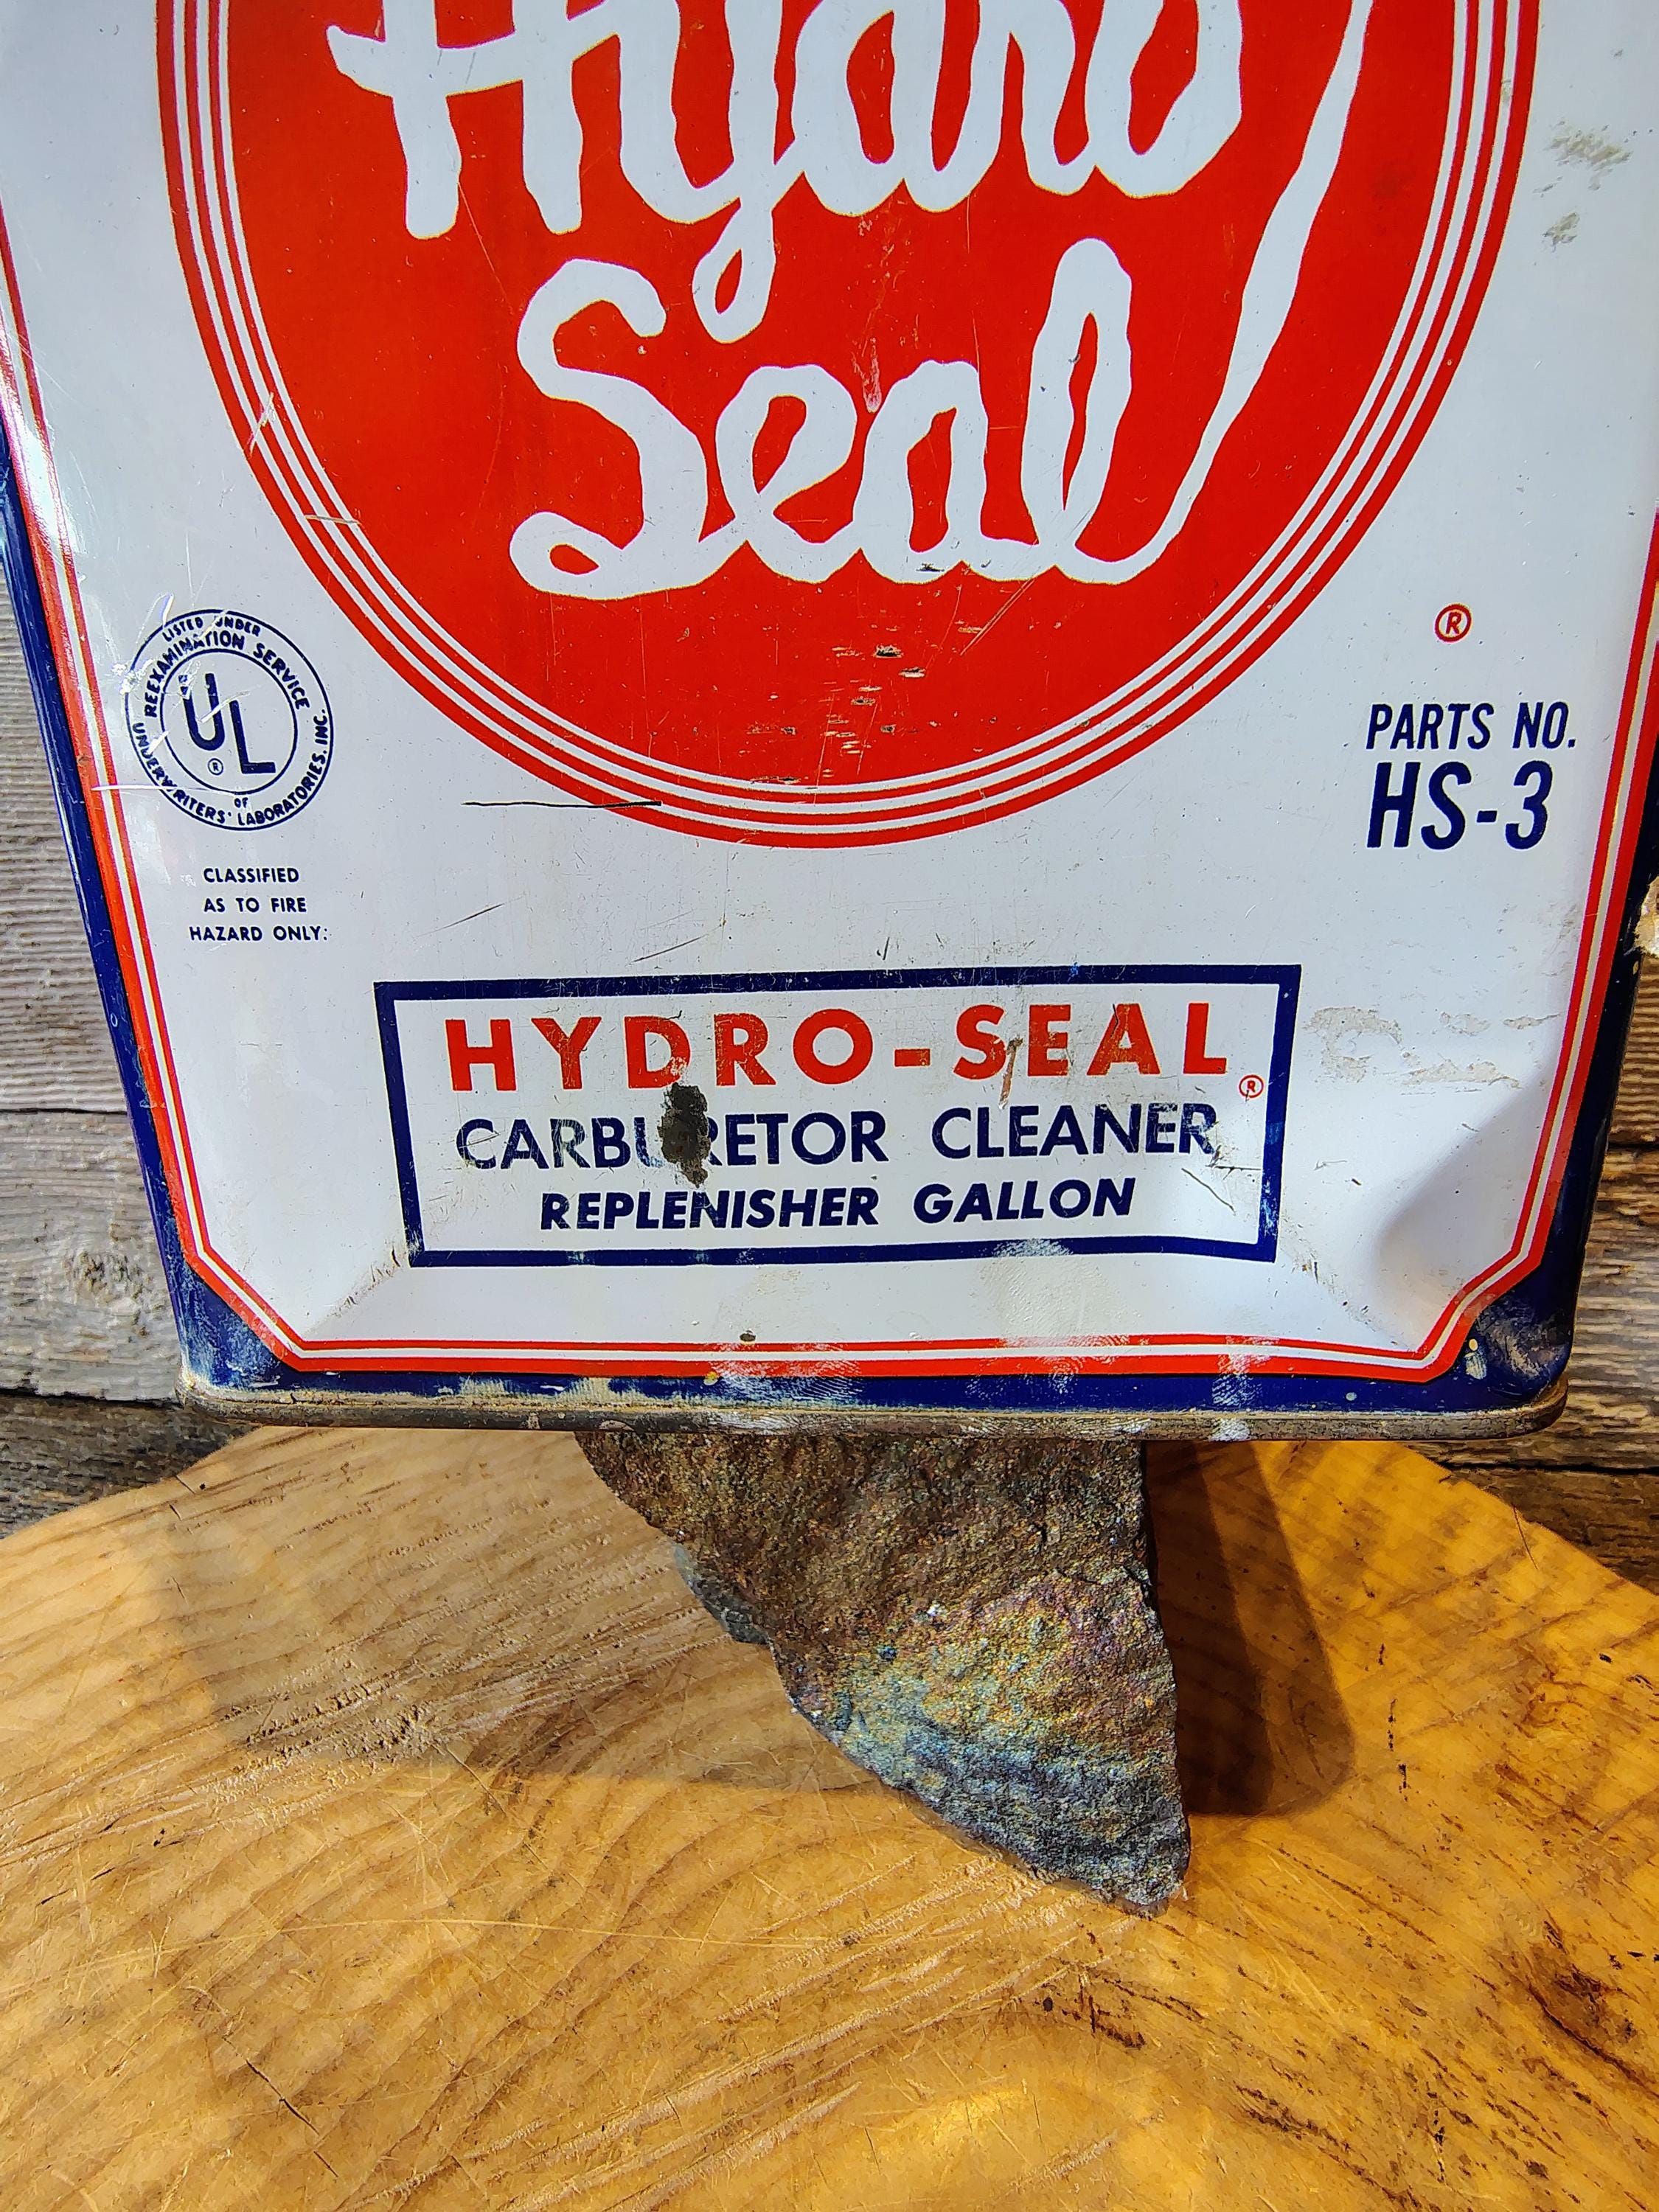 Hydro
Seal
LISTED UNDER
REEXAMINATION SERVICE
UL
®
OF
UNDERWRITERS' LABORATORIES, INC.
CLASSIFIED
AS TO FIRE
HAZARD ONLY:
®
PARTS NO.
HS-3
HYDRO-SEAL®
CARBURETOR CLEANER
REPLENISHER GALLON